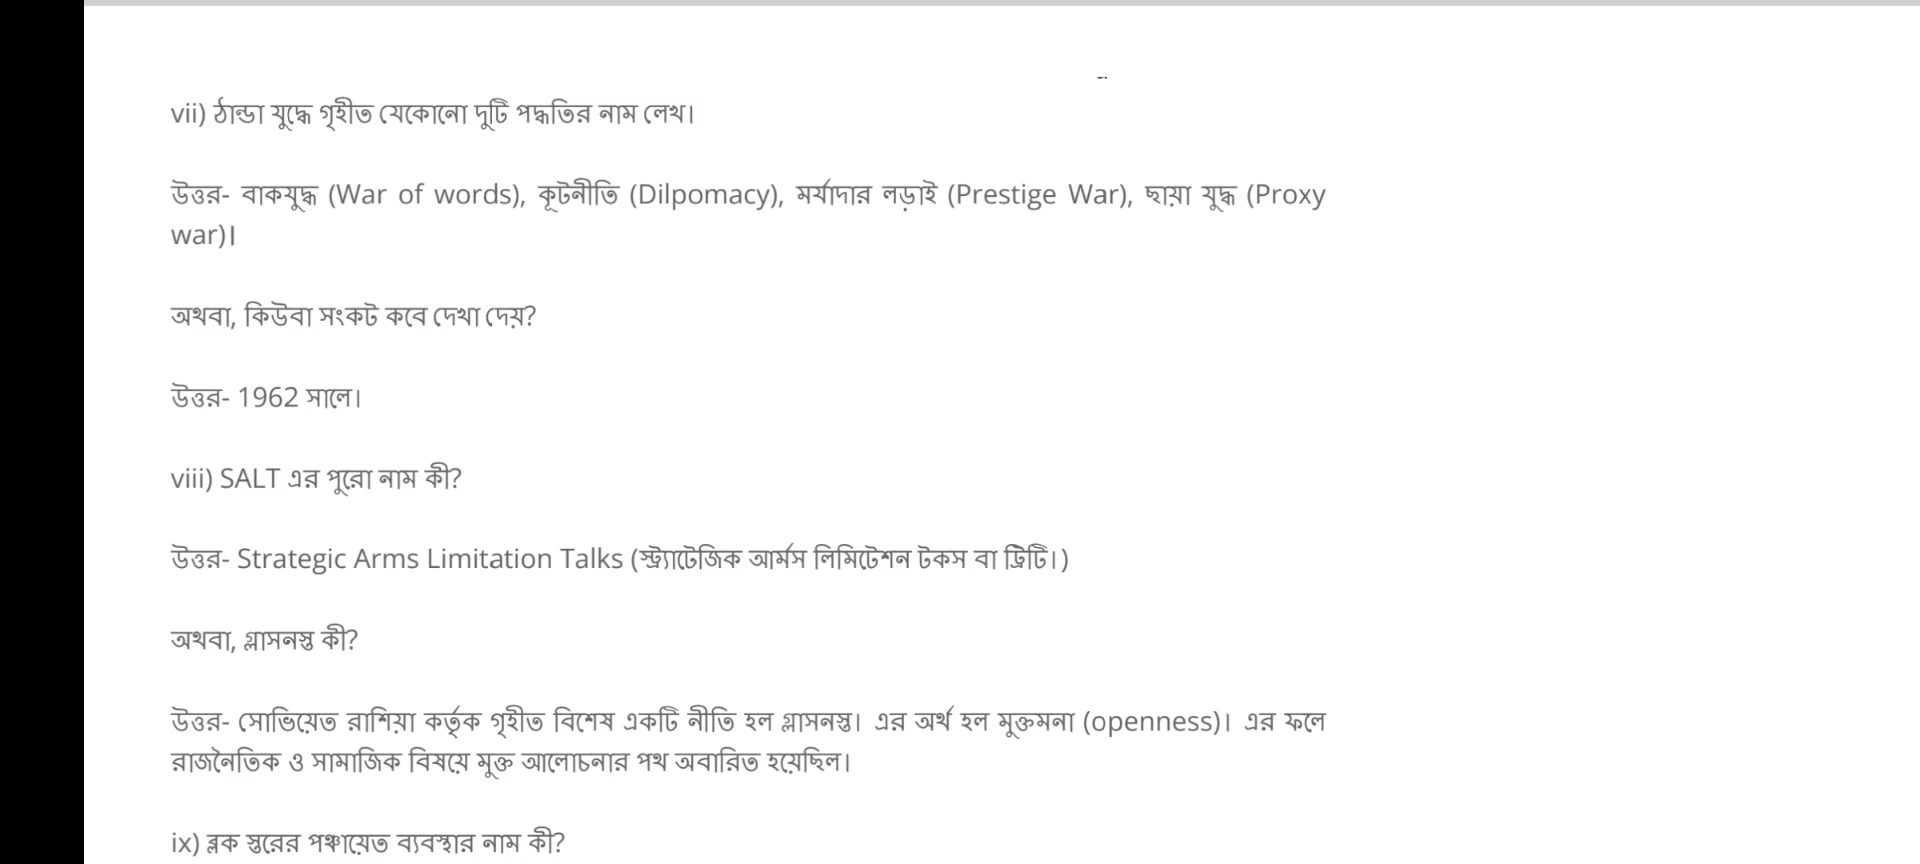 vii) ঠান্ডা যুদ্ধে গৃহীত যেকোনো দুটি পদ্ধতির নাম লেখ।
উত্তর- বাকযুদ্ধ (War of words), কূটনীতি (Dilpomacy), মর্যাদার লড়াই (Prestige War), ছায়া যুদ্ধ (Proxy
war)।
অথবা, কিউবা সংকট কবে দেখা দেয়?
উত্তর- 1962 সালে।
viii) SALT এর পুরো নাম কী?
উত্তর- Strategic Arms Limitation Talks (স্ট্র্যাটেজিক আর্মস লিমিটেশন টকস বা ট্রিটি।)
অথবা, গ্লাসনস্ত কী?
উত্তর- সোভিয়েত রাশিয়া কর্তৃক গৃহীত বিশেষ একটি নীতি হল গ্লাসনস্ত। এর অর্থ হল মুক্তমনা (openness)। এর ফলে
রাজনৈতিক ও সামাজিক বিষয়ে মুক্ত আলোচনার পথ অবারিত হয়েছিল।
ix) ব্লক স্তরের পঞ্চায়েত ব্যবস্থার নাম কী?